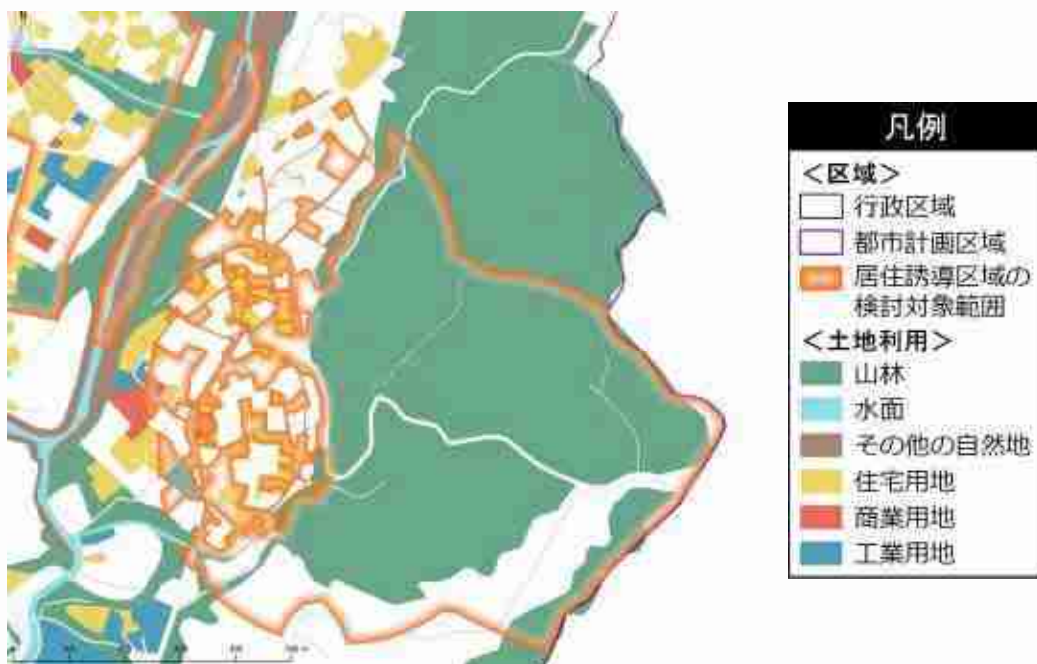 凡例
＜区域＞
行政区域
都市計画区域
居住誘導区域の
検討対象範囲
＜土地利用＞
山林
水面
その他の自然地
住宅用地
商業用地
工業用地